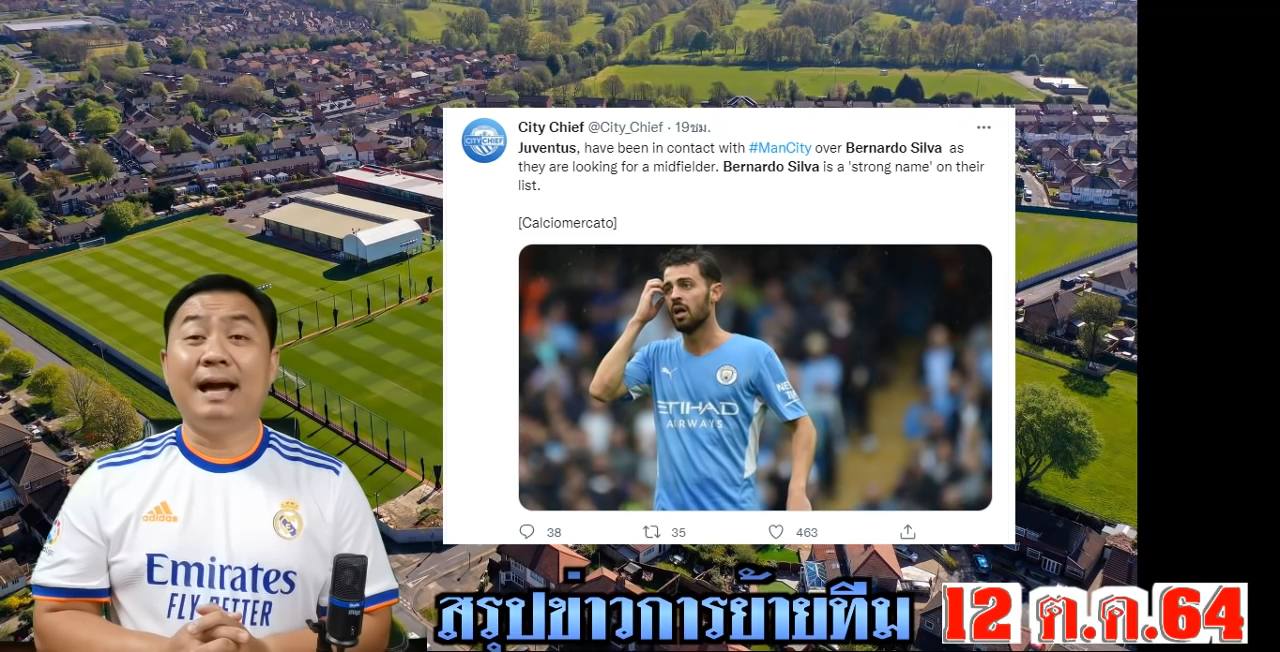 City Chief @City_Chief · 19ชม.
Juventus, have been in contact with #ManCity over Bernardo Silva as
they are looking for a midfielder. Bernardo Silva is a 'strong name' on their
list.
[Calciomercato]
CITY CHIEF
ETIHAD
AIRWAYS
38 35 463
adidas
Emirates
FLY BETTER
สรุปข่าวการย้ายทีม 12 ต.ค.64